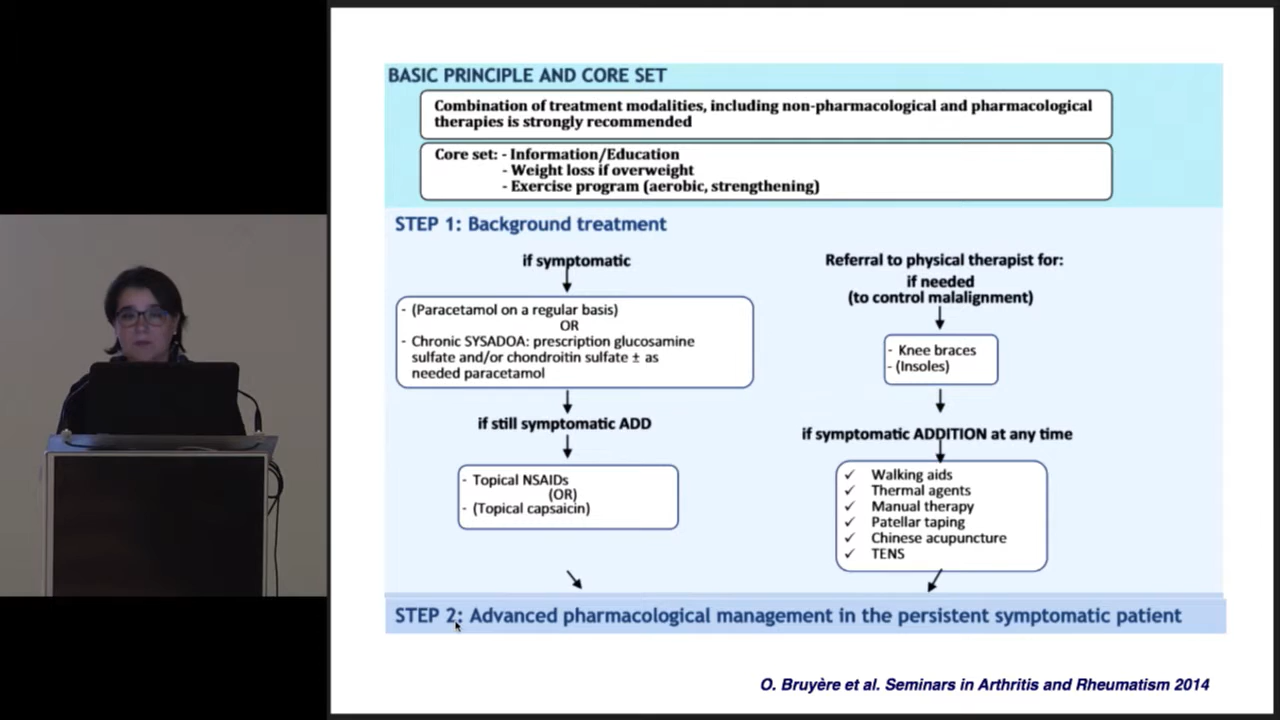 BASIC PRINCIPLE AND CORE SET
Combination of treatment modalities, including non-pharmacological and pharmacological
therapies is strongly recommended
Core set: - Information/Education
- Weight loss if overweight
- Exercise program (aerobic, strengthening)
STEP 1: Background treatment
if symptomatic
- (Paracetamol on a regular basis)
OR
- Chronic SYSADOA: prescription glucosamine
sulfate and/or chondroitin sulfate ± as
needed paracetamol
if still symptomatic ADD
- Topical NSAIDs
(OR)
- (Topical capsaicin)
Referral to physical therapist for:
if needed
(to control malalignment)
- Knee braces
- (Insoles)
if symptomatic ADDITION at any time
✓ Walking aids
✓ Thermal agents
✓ Manual therapy
✓ Patellar taping
✓ Chinese acupuncture
✓ TENS
STEP 2: Advanced pharmacological management in the persistent symptomatic patient
O. Bruyère et al. Seminars in Arthritis and Rheumatism 2014